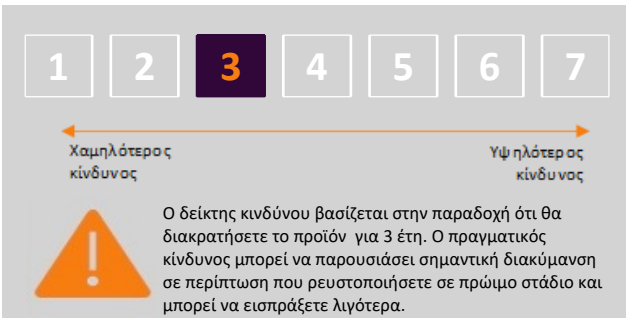 1 2 3 4 5 6 7
Χαμηλότερος Υψηλότερος
κίνδυνος κίνδυνος
Ο δείκτης κινδύνου βασίζεται στην παραδοχή ότι θα
διακρατήσετε το προϊόν για 3 έτη. Ο πραγματικός
κίνδυνος μπορεί να παρουσιάσει σημαντική διακύμανση
σε περίπτωση που ρευστοποιήσετε σε πρώιμο στάδιο και
μπορεί να εισπράξετε λιγότερα.